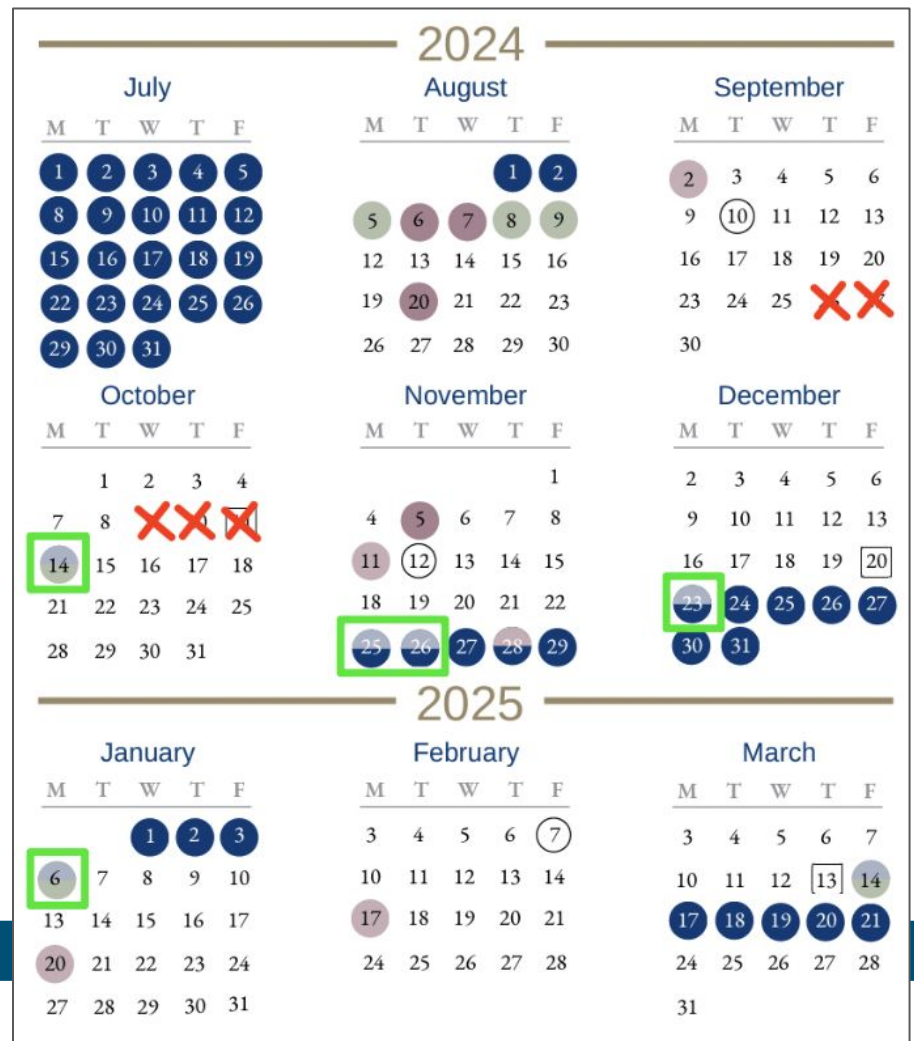 2024
July August September
M T W T F M T W T F M T W T F
1 2 3 4 5 1 2 2 3 4 5 6
8 9 10 11 12 5 6 7 8 9 9 10 11 12 13
15 16 17 18 19 12 13 14 15 16 16 17 18 19 20
22 23 24 25 26 19 20 21 22 23 23 24 25
29 30 31 26 27 28 29 30 30
October November December
M T W T F M T W T F M T W T F
1 2 3 4 1 2 3 4 5 6
7 8 4 5 6 7 8 9 10 11 12 13
14 15 16 17 18 11 12 13 14 15 16 17 18 19 20
21 22 23 24 25 18 19 20 21 22 23 24 25 26 27
28 29 30 31 25 26 27 28 29 30 31
2025
January February March
M T W T F M T W T F M T W T F
1 2 3 3 4 5 6 7 3 4 5 6 7
6 7 8 9 10 10 11 12 13 14 10 11 12 13 14
13 14 15 16 17 17 18 19 20 21 17 18 19 20 21
20 21 22 23 24 24 25 26 27 28 24 25 26 27 28
27 28 29 30 31 31